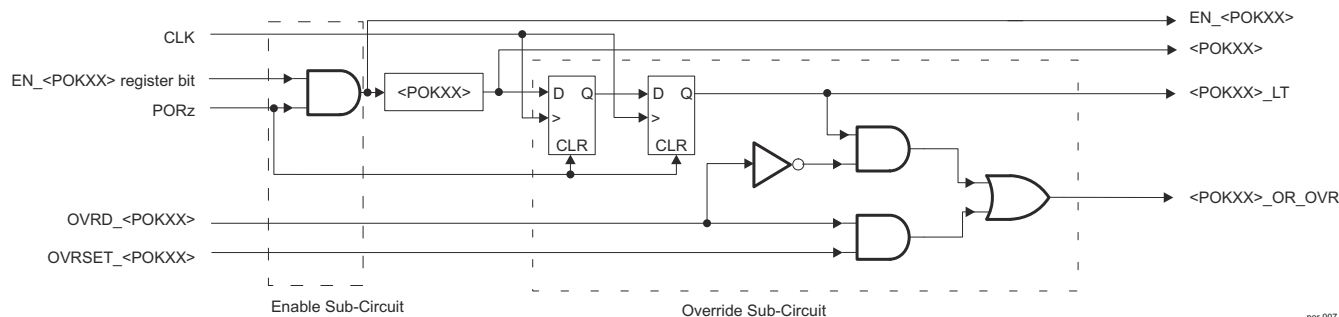 EN_<POKXX>
CLK
<POKXX>
EN_<POKXX> register bit
<POKXX>
D Q
D Q
<POKXX>_LT
PORz
>
>
CLR
CLR
<POKXX>_OR_OVR
OVRD_<POKXX>
OVRSET_<POKXX>
Enable Sub-Circuit
Override Sub-Circuit
por_007